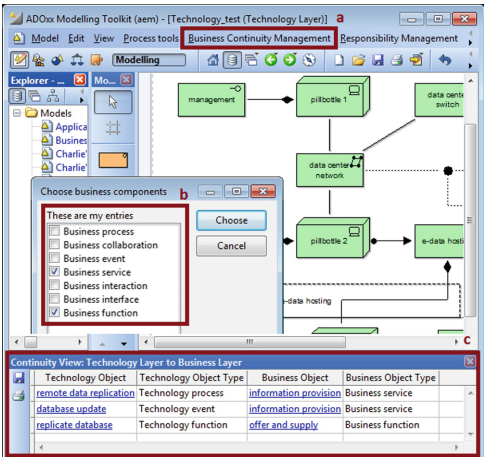 ADOxx Modelling Toolkit (aem) - [Technology_test (Technology Layer)]
a
Model Edit View Process tools Business Continuity Management Responsibility Management
Modelling
Explorer - ...
Mo...
Models
Applica
Busines
Charlie'
Charlie'
management
pillbottle 1
data cente
switch
data center
network
pillbottle 2
e-data hosti
e-data hosting
Choose business components
b
These are my entries
Business process
Business collaboration
Business event
Business service
Business interaction
Business interface
Business function
Choose
Cancel
c
Continuity View: Technology Layer to Business Layer
Technology Object Technology Object Type Business Object Business Object Type
remote data replication Technology process information provision Business service
database update Technology event information provision Business service
replicate database Technology function offer and supply Business function